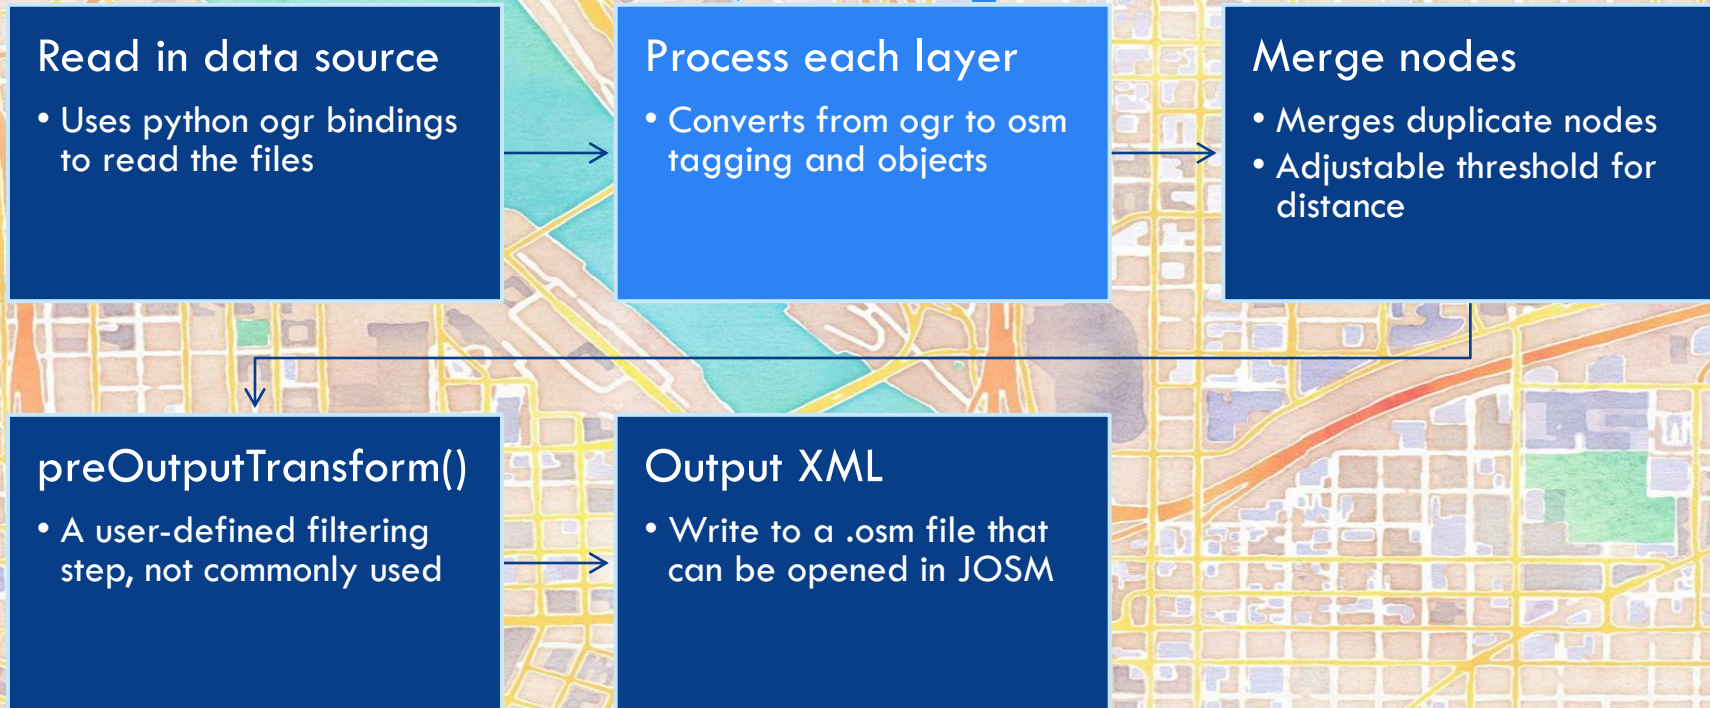 Read in data source
• Uses python ogr bindings
to read the files
Process each layer
• Converts from ogr to osm
tagging and objects
Merge nodes
• Merges duplicate nodes
• Adjustable threshold for
distance
preOutputTransform()
• A user-defined filtering
step, not commonly used
Output XML
• Write to a .osm file that
can be opened in JOSM